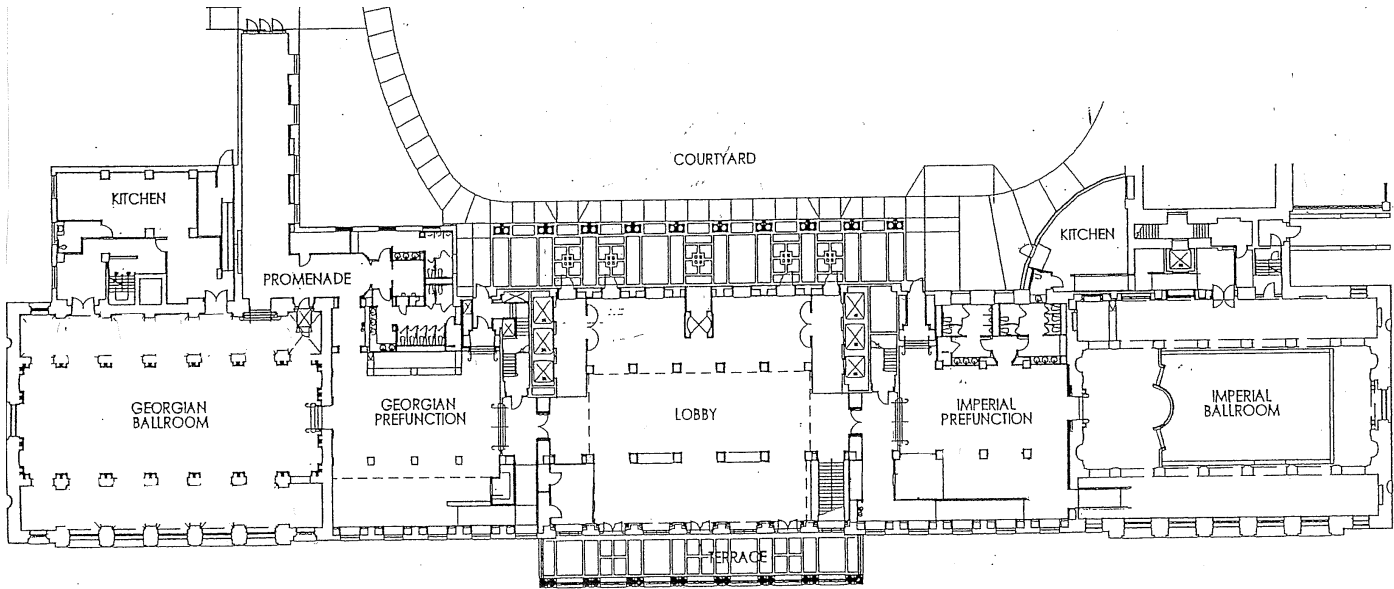 COURTYARD
KITCHEN
KITCHEN
PROMENADE
GEORGIAN
BALLROOM
GEORGIAN
PREFUNCTION
LOBBY
IMPERIAL
PREFUNCTION
IMPERIAL
BALLROOM
TERRACE